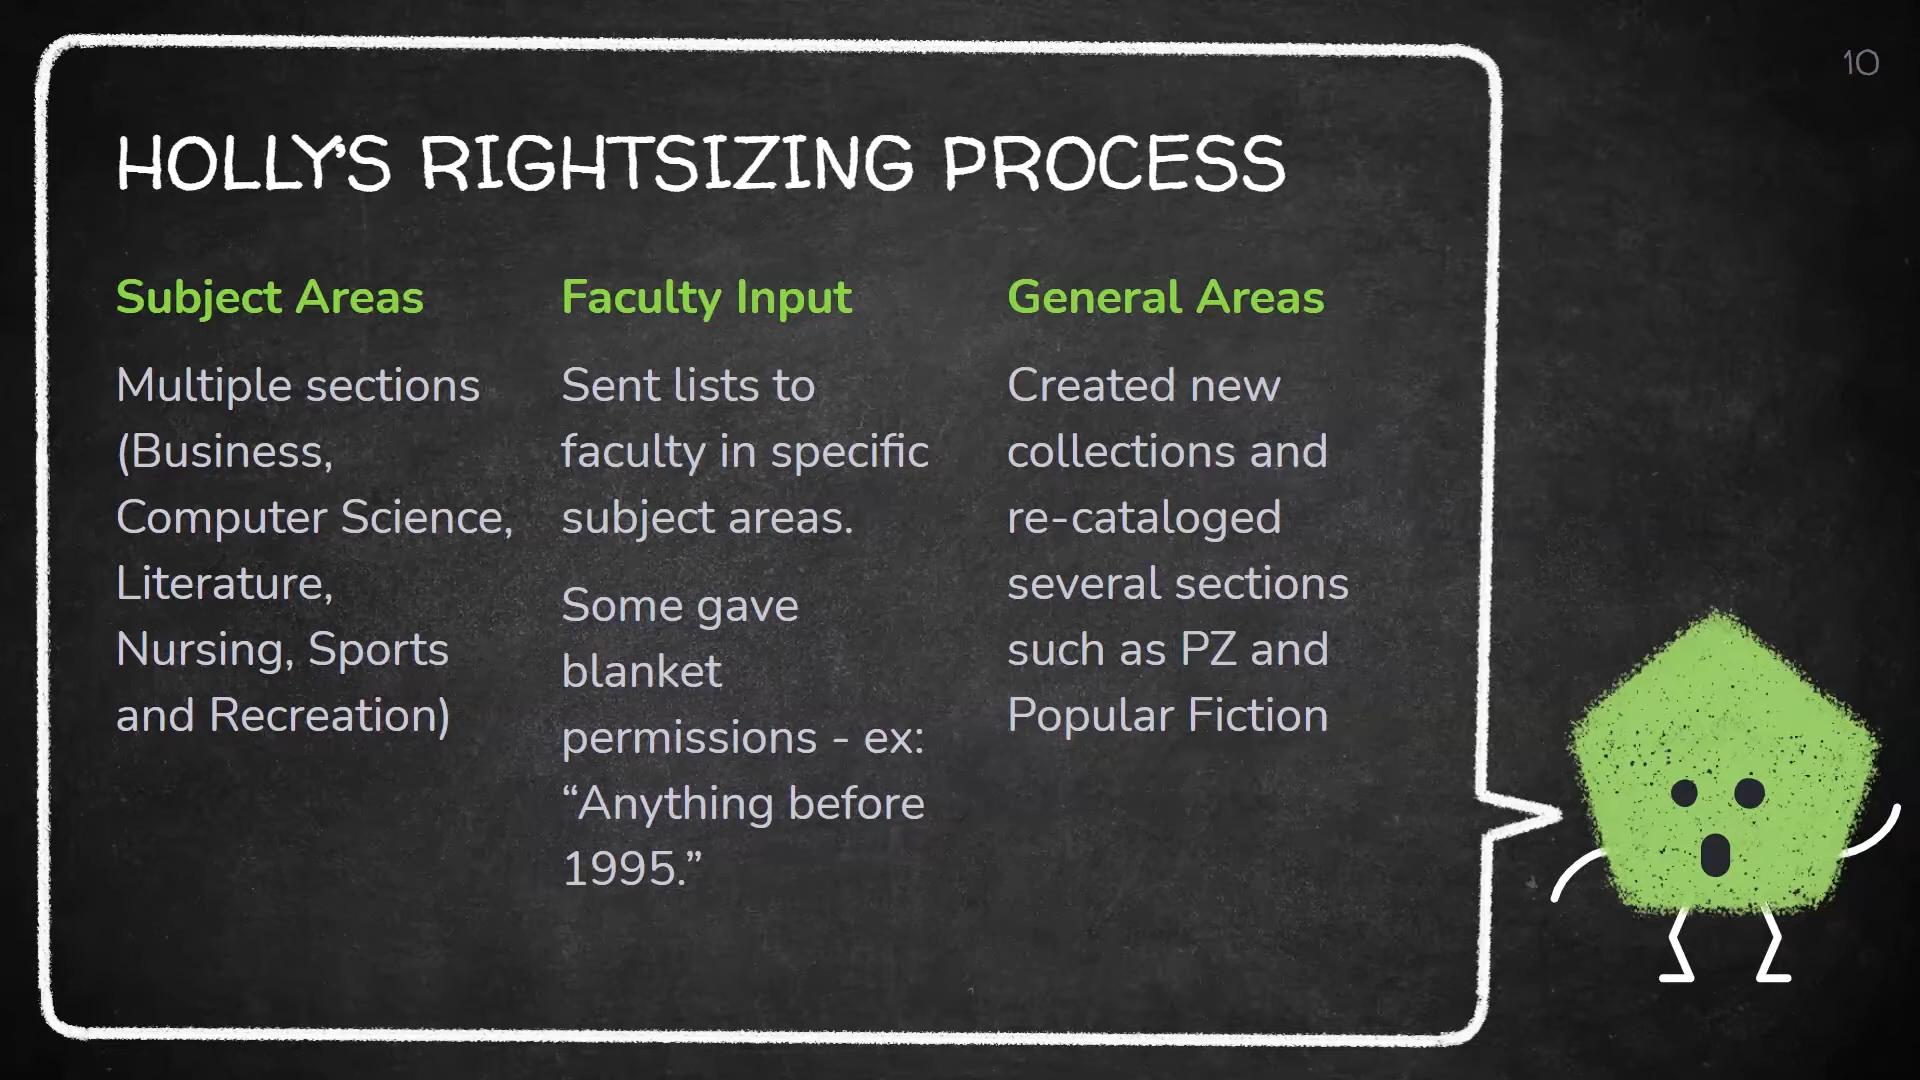 10
HOLLY'S RIGHTSIZING PROCESS
Subject Areas
Multiple sections
(Business,
Computer Science,
Literature,
Nursing, Sports
and Recreation)
Faculty Input
Sent lists to
faculty in specific
subject areas.
Some gave
blanket
permissions - ex:
“Anything before
1995.”
General Areas
Created new
collections and
re-cataloged
several sections
such as PZ and
Popular Fiction